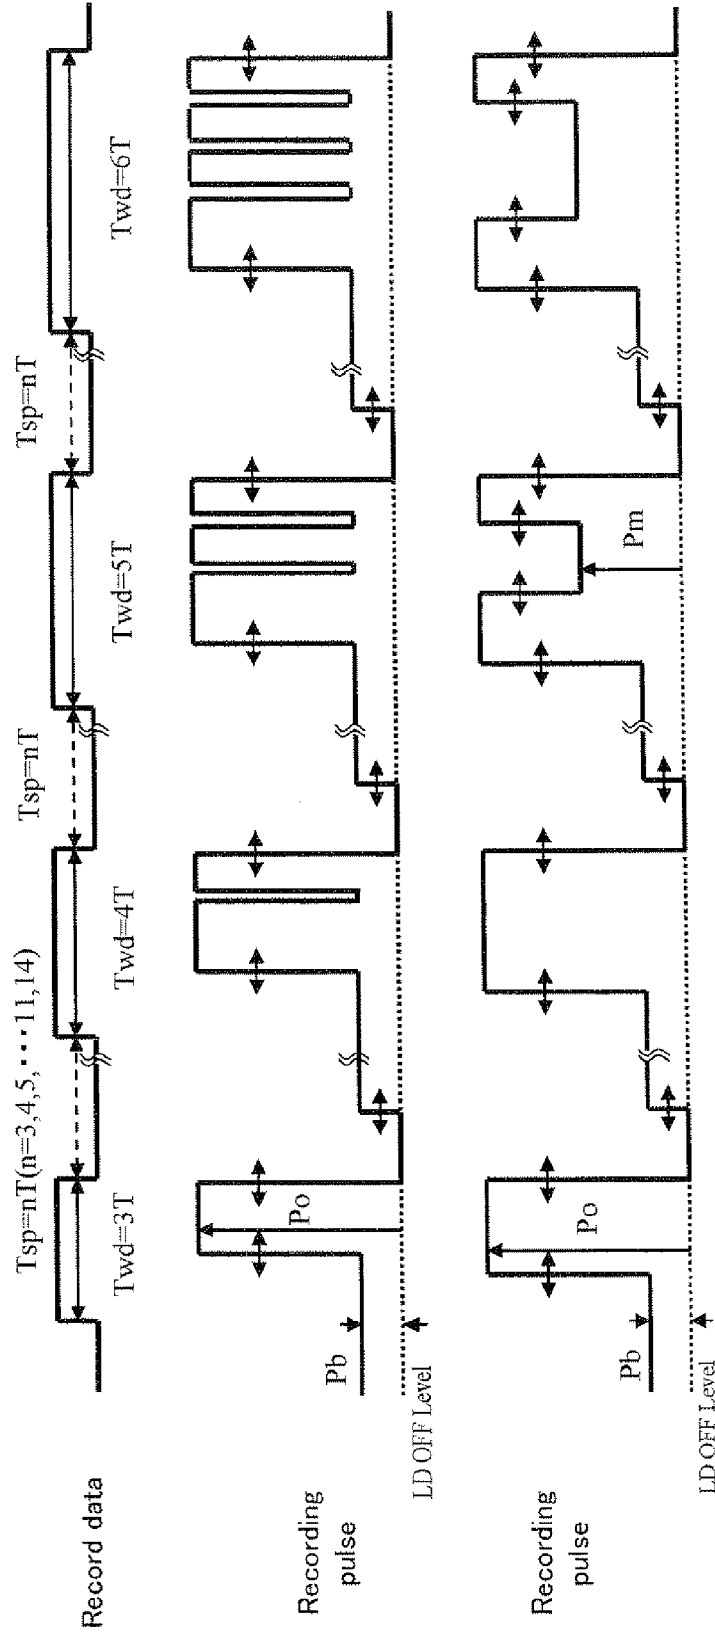 Record data
Tsp=nT(n=3,4,5,･･･11,14)
Tsp=nT
Tsp=nT
Twd=3T
Twd=4T
Twd=5T
Twd=6T
Recording
pulse
Pb
Po
LD OFF Level
Recording
pulse
Pb
Po
Pm
LD OFF Level